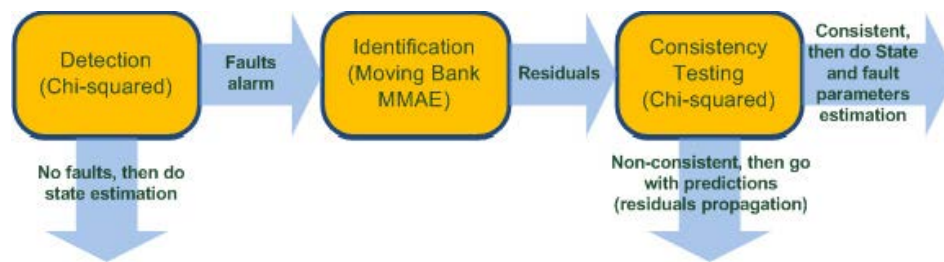 Detection
(Chi-squared)
Faults
alarm
Identification
(Moving Bank
MMAE)
Residuals
Consistency
Testing
(Chi-squared)
Consistent,
then do State
and fault
parameters
estimation
No faults, then do
state estimation
Non-consistent, then go
with predictions
(residuals propagation)